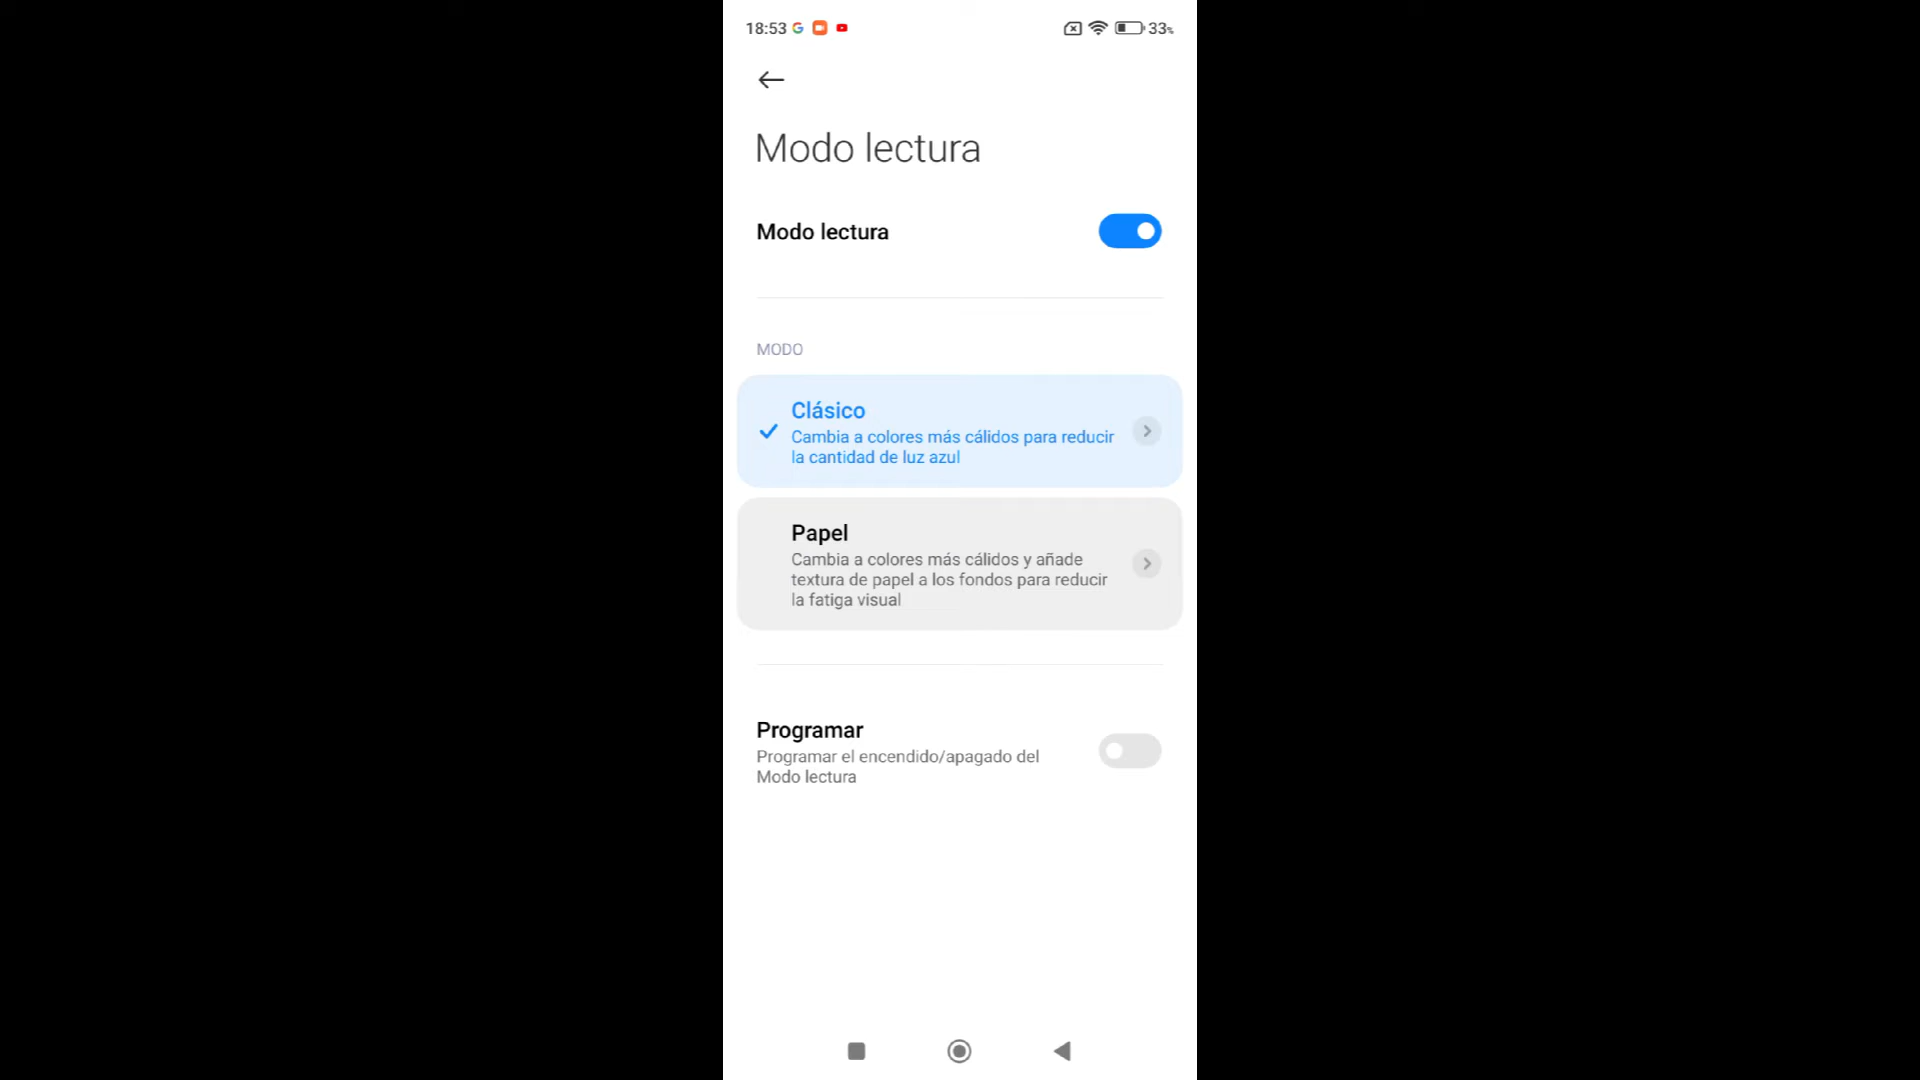 18:53 33%
Modo lectura
Modo lectura
MODO
Clásico
Cambia a colores más cálidos para reducir
la cantidad de luz azul
Papel
Cambia a colores más cálidos y añade
textura de papel a los fondos para reducir
la fatiga visual
Programar
Programar el encendido/apagado del
Modo lectura